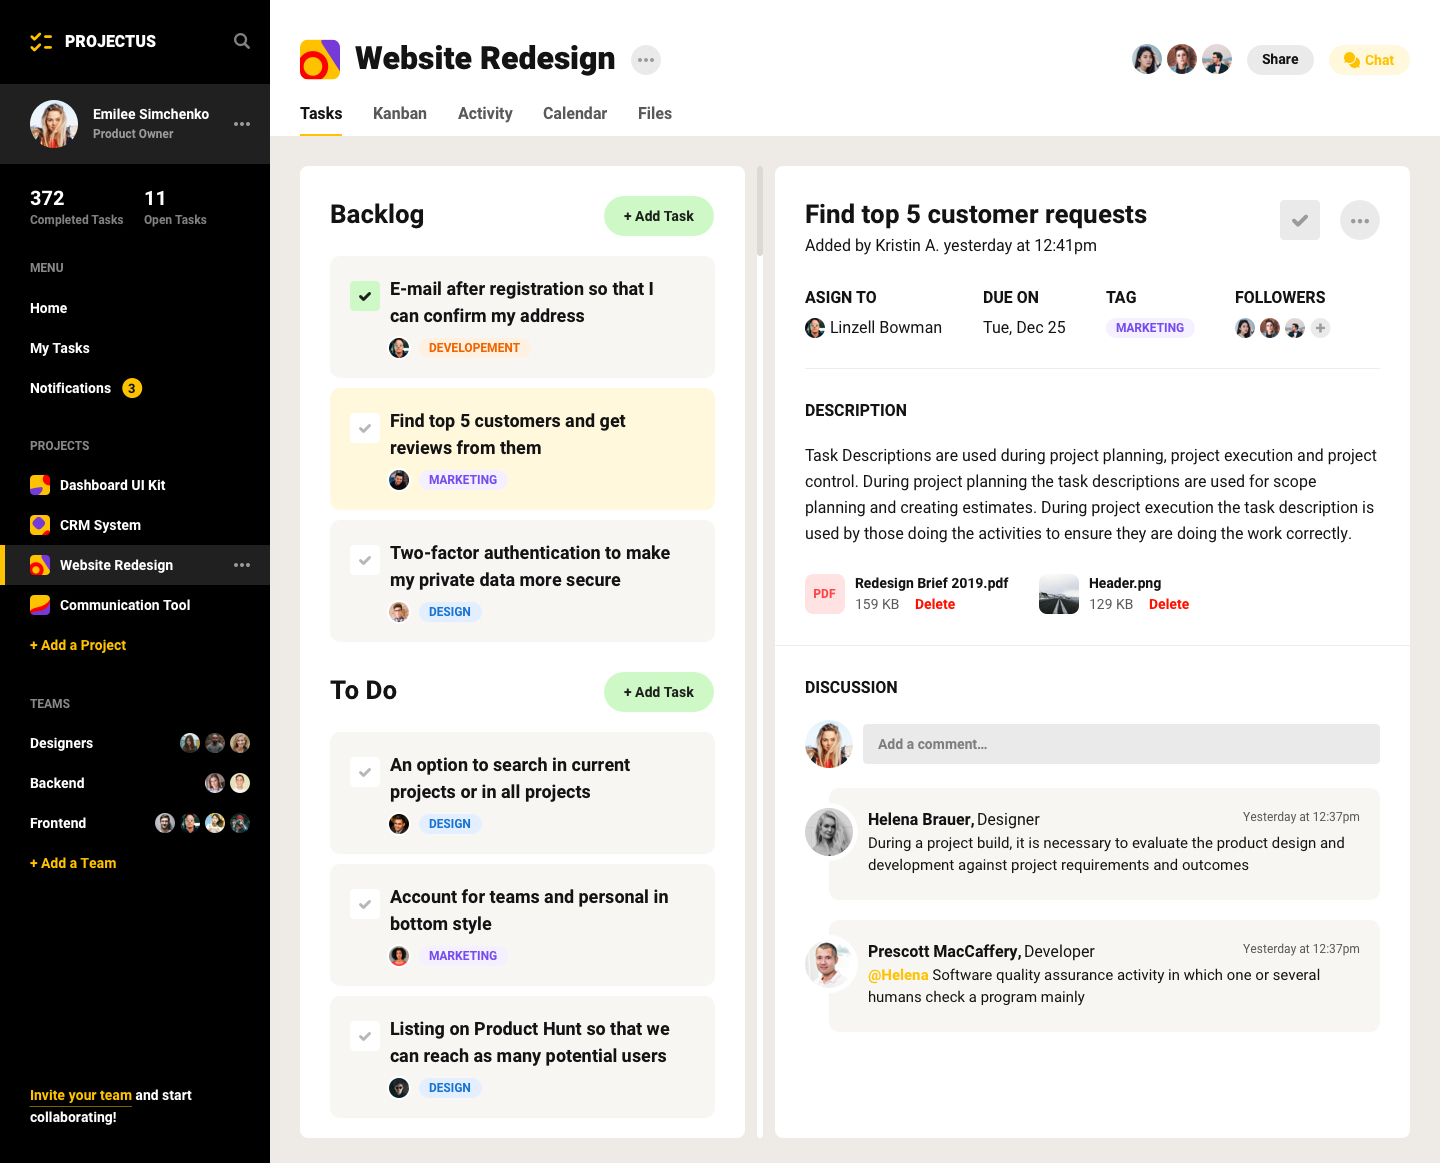 PROJECTUS
Emilee Simchenko
Product Owner
372
Completed Tasks
11
Open Tasks
MENU
Home
My Tasks
Notifications 3
PROJECTS
Dashboard UI Kit
CRM System
Website Redesign
Communication Tool
+ Add a Project
TEAMS
Designers
Backend
Frontend
+ Add a Team
Invite your team and start
collaborating!
Website Redesign
Share
Chat
Tasks
Kanban
Activity
Calendar
Files
Backlog
+ Add Task
E-mail after registration so that I
can confirm my address
DEVELOPEMENT
Find top 5 customers and get
reviews from them
MARKETING
Two-factor authentication to make
my private data more secure
DESIGN
To Do
+ Add Task
An option to search in current
projects or in all projects
DESIGN
Account for teams and personal in
bottom style
MARKETING
Listing on Product Hunt so that we
can reach as many potential users
DESIGN
Find top 5 customer requests
Added by Kristin A. yesterday at 12:41pm
ASIGN TO
Linzell Bowman
DUE ON
Tue, Dec 25
TAG
MARKETING
FOLLOWERS
DESCRIPTION
Task Descriptions are used during project planning, project execution and project
control. During project planning the task descriptions are used for scope
planning and creating estimates. During project execution the task description is
used by those doing the activities to ensure they are doing the work correctly.
PDF
Redesign Brief 2019.pdf
159 KB Delete
Header.png
129 KB Delete
DISCUSSION
Add a comment…
Helena Brauer, Designer
Yesterday at 12:37pm
During a project build, it is necessary to evaluate the product design and
development against project requirements and outcomes
Prescott MacCaffery, Developer
Yesterday at 12:37pm
@Helena Software quality assurance activity in which one or several
humans check a program mainly